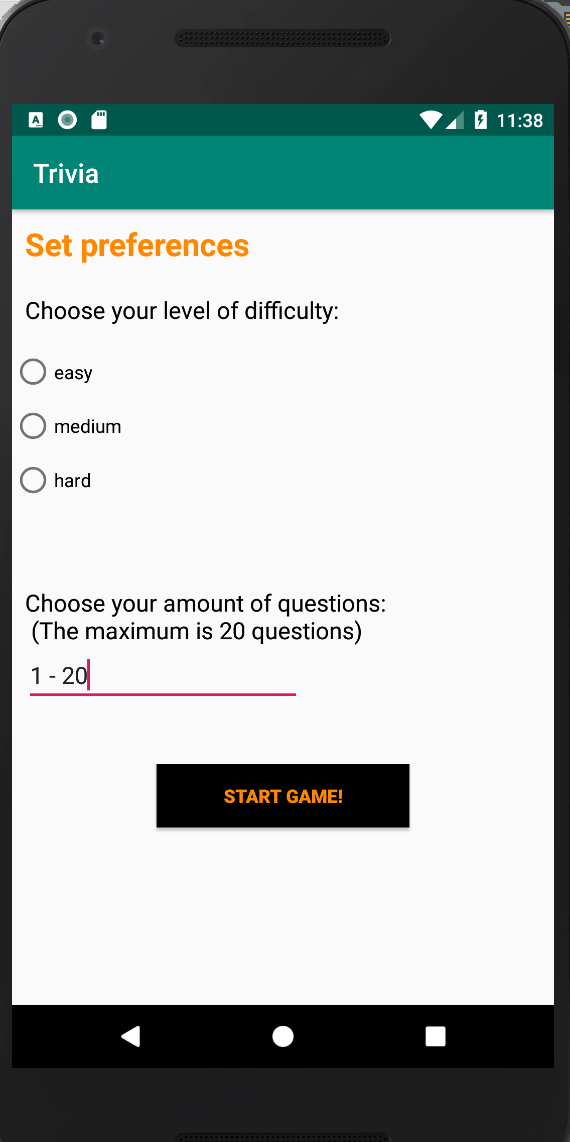 11:38
Trivia
Set preferences
Choose your level of difficulty:
easy
medium
hard
Choose your amount of questions:
(The maximum is 20 questions)
1 - 20
START GAME!